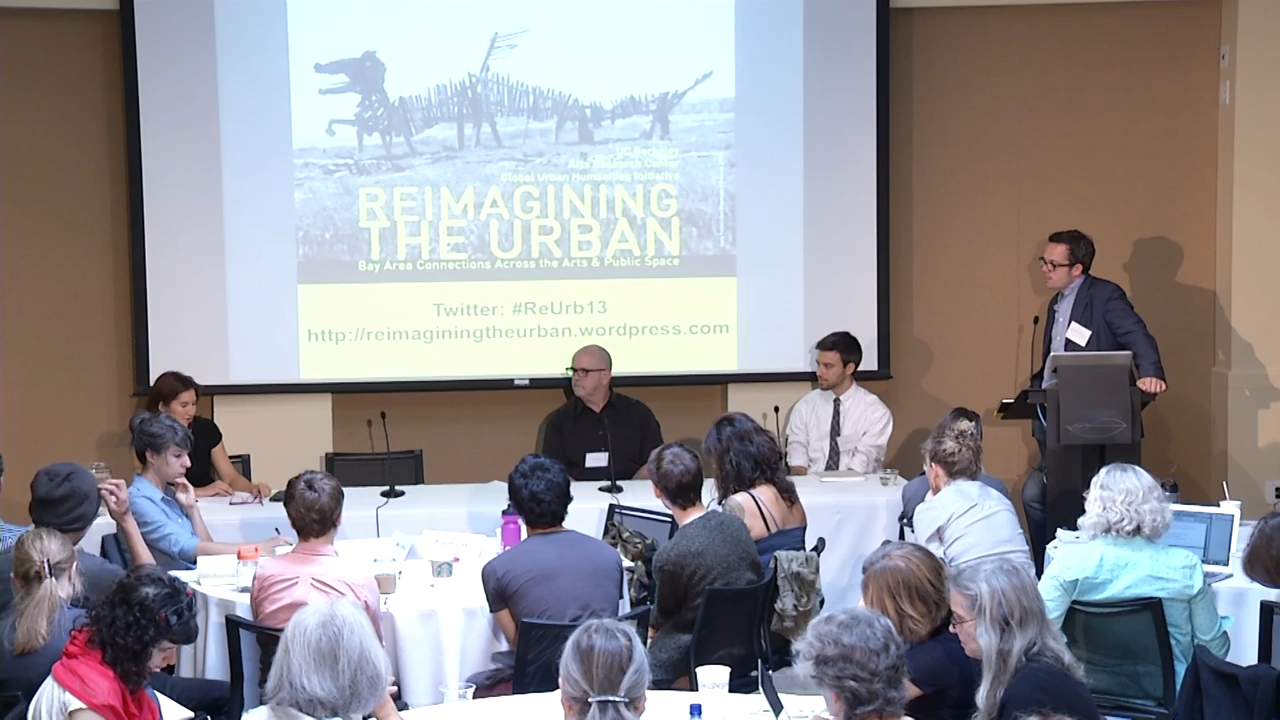 UC Berkeley
Arts Research Center
Global Urban Humanities Initiative
REIMAGINING
THE URBAN
Bay Area Connections Across the Arts & Public Space
Twitter: #ReUrb13
http://reimaginingtheurban.wordpress.com